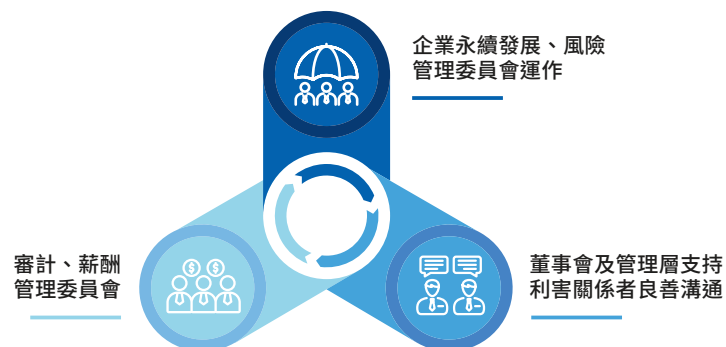 企業永續發展、風險
管理委員會運作
審計、薪酬
管理委員會
董事會及管理層支持
利害關係者良善溝通